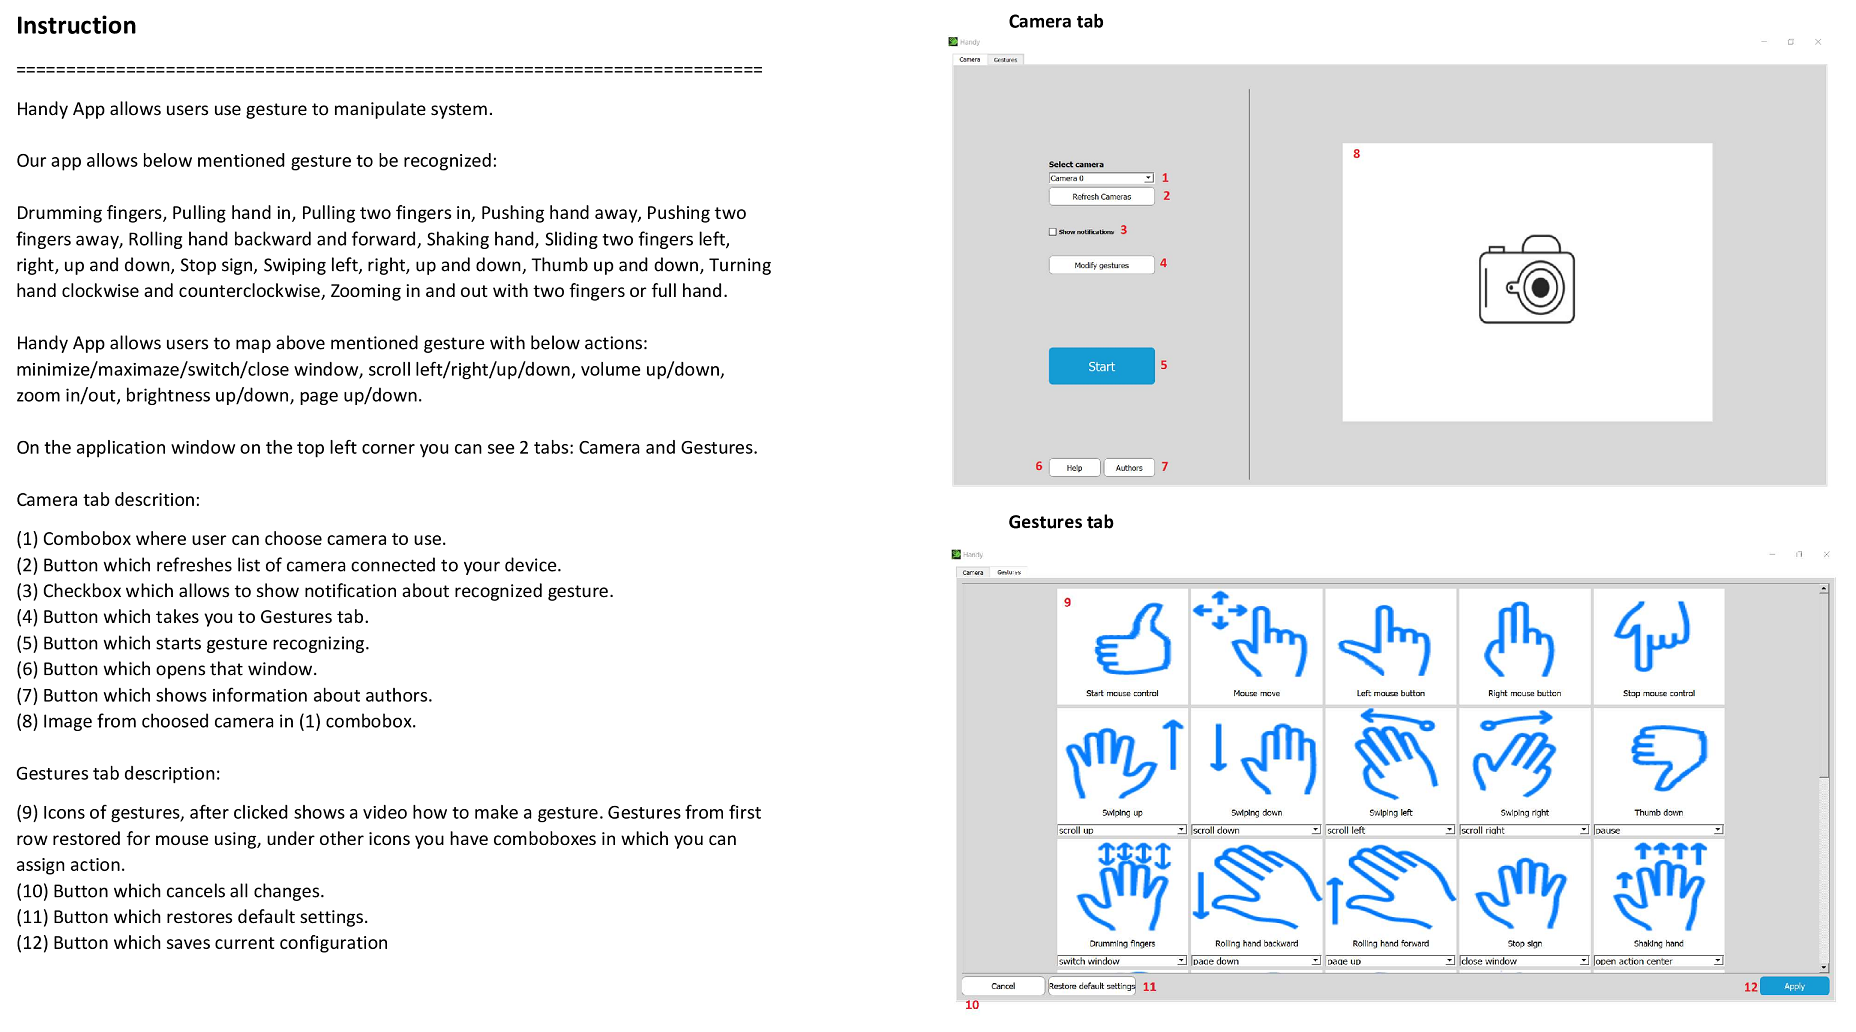 Instruction
===========================================================================
Handy App allows users use gesture to manipulate system.
Our app allows below mentioned gesture to be recognized:
Drumming fingers, Pulling hand in, Pulling two fingers in, Pushing hand away, Pushing two
fingers away, Rolling hand backward and forward, Shaking hand, Sliding two fingers left,
right, up and down, Stop sign, Swiping left, right, up and down, Thumb up and down, Turning
hand clockwise and counterclockwise, Zooming in and out with two fingers or full hand.
Handy App allows users to map above mentioned gesture with below actions:
minimize/maximaze/switch/close window, scroll left/right/up/down, volume up/down,
zoom in/out, brightness up/down, page up/down.
On the application window on the top left corner you can see 2 tabs: Camera and Gestures.
Camera tab descrition:
(1) Combobox where user can choose camera to use.
(2) Button which refreshes list of camera connected to your device.
(3) Checkbox which allows to show notification about recognized gesture.
(4) Button which takes you to Gestures tab.
(5) Button which starts gesture recognizing.
(6) Button which opens that window.
(7) Button which shows information about authors.
(8) Image from choosed camera in (1) combobox.
Gestures tab description:
(9) Icons of gestures, after clicked shows a video how to make a gesture. Gestures from first
row restored for mouse using, under other icons you have comboboxes in which you can
assign action.
(10) Button which cancels all changes.
(11) Button which restores default settings.
(12) Button which saves current configuration
Camera tab
Handy
Camera Gestures
Select camera
Camera 0 1
Refresh Cameras 2
Show notifications 3
Modify gestures 4
Start 5
6 Help Authors 7
8
Gestures tab
Handy
Camera Gestures
9
Start mouse control Mouse move Left mouse button Right mouse button Stop mouse control
Swiping up Swiping down Swiping left Swiping right Thumb down
scroll up scroll down scroll left scroll right pause
Drumming fingers Rolling hand backward Rolling hand forward Stop sign Shaking hand
switch window page down page up close window open action center
Cancel Restore default settings 11 12 Apply
10